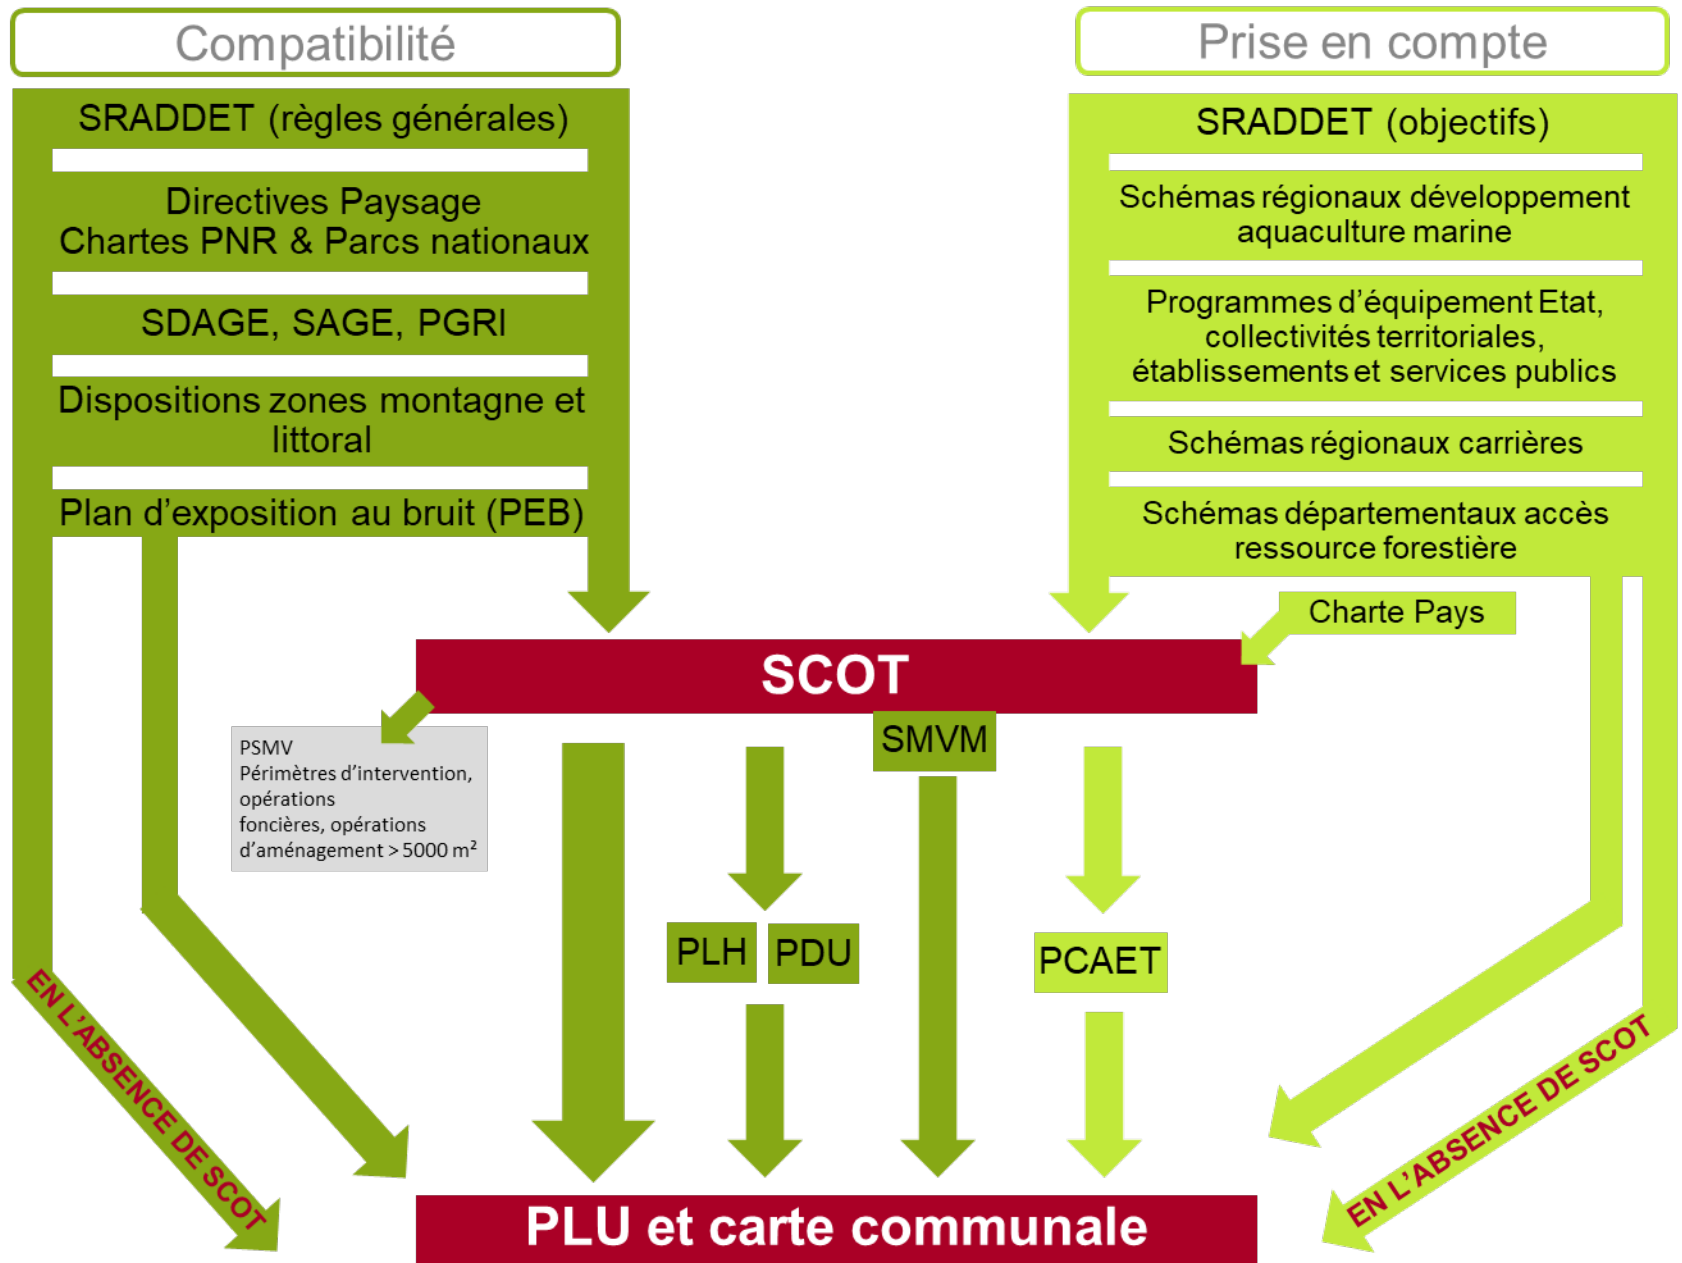 Compatibilité
SRADDET (règles générales)
Directives Paysage
Chartes PNR & Parcs nationaux
SDAGE, SAGE, PGRI
Dispositions zones montagne et
littoral
Plan d’exposition au bruit (PEB)
Prise en compte
SRADDET (objectifs)
Schémas régionaux développement
aquaculture marine
Programmes d’équipement Etat,
collectivités territoriales,
établissements et services publics
Schémas régionaux carrières
Schémas départementaux accès
ressource forestière
Charte Pays
SCOT
SMVM
PSMV
Périmètres d’intervention,
opérations
foncières, opérations
d’aménagement > 5000 m²
PLH
PDU
PCAET
EN L’ABSENCE DE SCOT
EN L’ABSENCE DE SCOT
PLU et carte communale